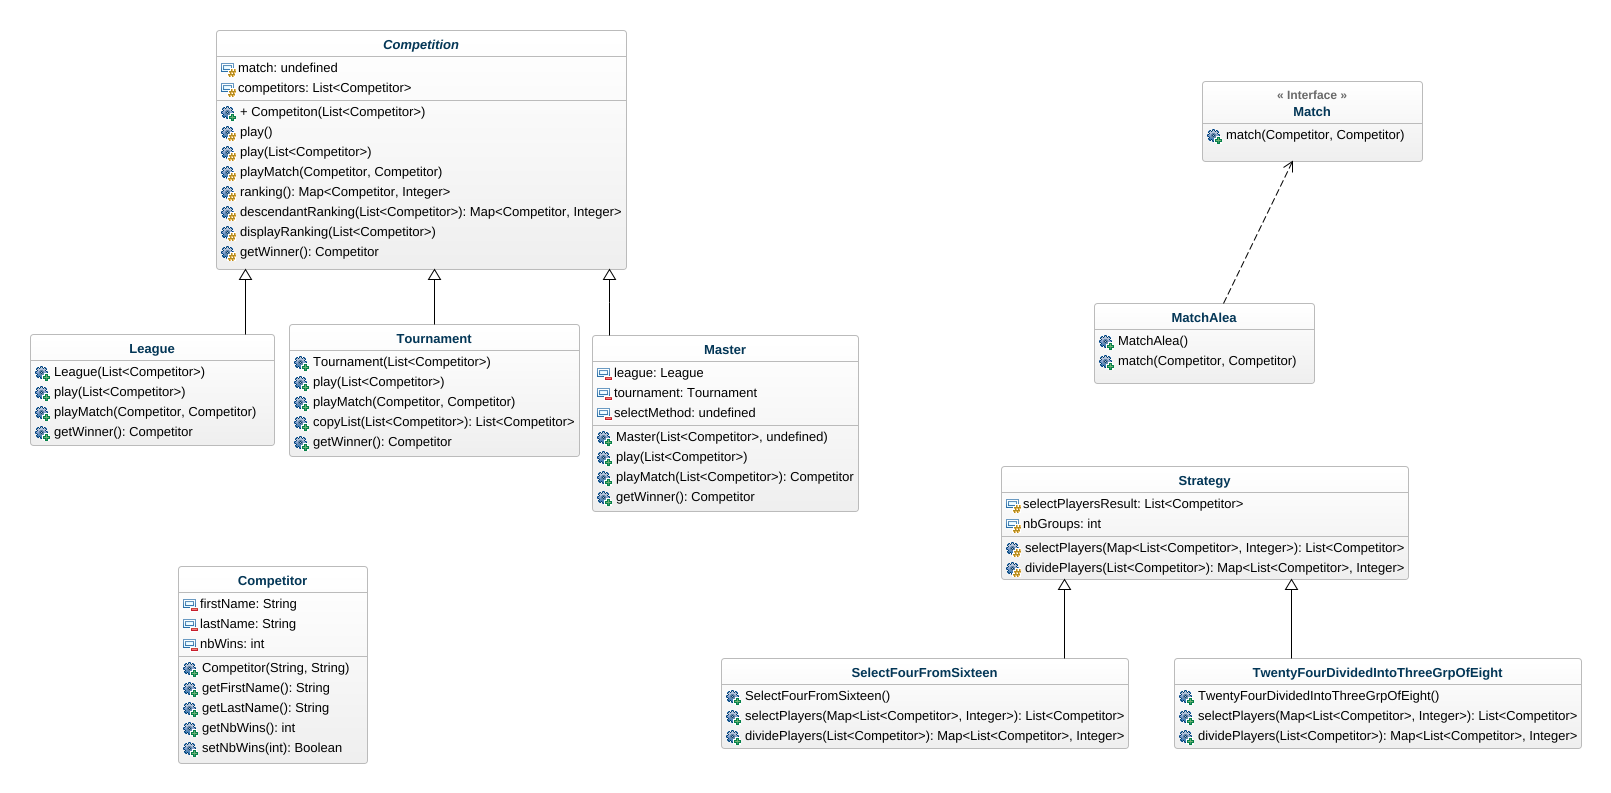 Competition
match: undefined
competitors: List<Competitor>
+ Competiton(List<Competitor>)
play()
play(List<Competitor>)
playMatch(Competitor, Competitor)
ranking(): Map<Competitor, Integer>
descendantRanking(List<Competitor>): Map<Competitor, Integer>
displayRanking(List<Competitor>)
getWinner(): Competitor
« Interface »
Match
match(Competitor, Competitor)
MatchAlea
MatchAlea()
match(Competitor, Competitor)
League
League(List<Competitor>)
play(List<Competitor>)
playMatch(Competitor, Competitor)
getWinner(): Competitor
Tournament
Tournament(List<Competitor>)
play(List<Competitor>)
playMatch(Competitor, Competitor)
copyList(List<Competitor>): List<Competitor>
getWinner(): Competitor
Master
league: League
tournament: Tournament
selectMethod: undefined
Master(List<Competitor>, undefined)
play(List<Competitor>)
playMatch(List<Competitor>): Competitor
getWinner(): Competitor
Strategy
selectPlayersResult: List<Competitor>
nbGroups: int
selectPlayers(Map<List<Competitor>, Integer>): List<Competitor>
dividePlayers(List<Competitor>): Map<List<Competitor>, Integer>
Competitor
firstName: String
lastName: String
nbWins: int
Competitor(String, String)
getFirstName(): String
getLastName(): String
getNbWins(): int
setNbWins(int): Boolean
SelectFourFromSixteen
SelectFourFromSixteen()
selectPlayers(Map<List<Competitor>, Integer>): List<Competitor>
dividePlayers(List<Competitor>): Map<List<Competitor>, Integer>
TwentyFourDividedIntoThreeGrpOfEight
TwentyFourDividedIntoThreeGrpOfEight()
selectPlayers(Map<List<Competitor>, Integer>): List<Competitor>
dividePlayers(List<Competitor>): Map<List<Competitor>, Integer>